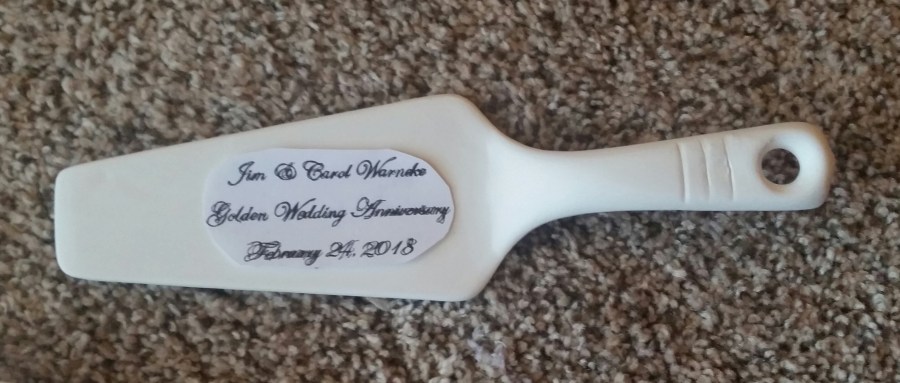 Jim & Carol Warneke
Golden Wedding Anniversary
February 24, 2018